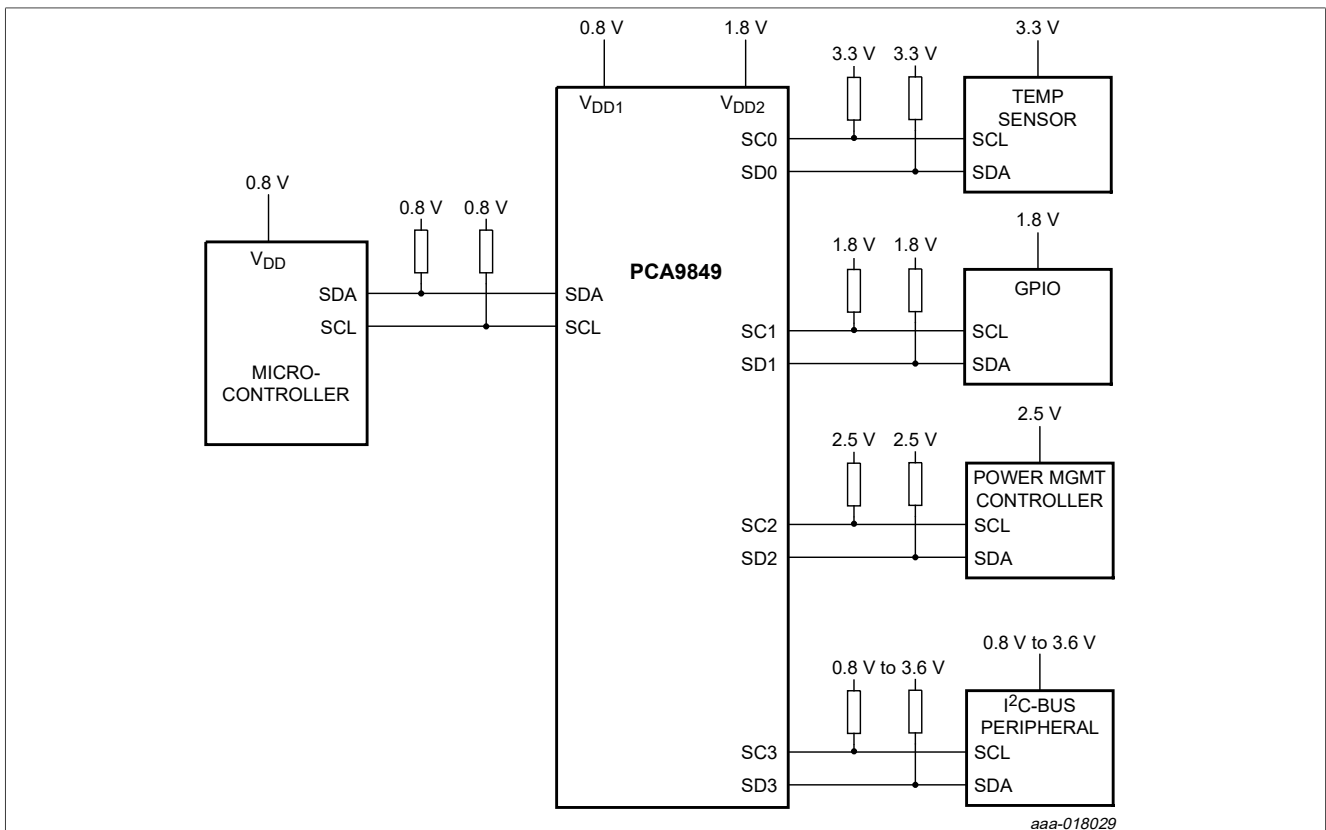 0.8 V
1.8 V
3.3 V 3.3 V
3.3 V
VDD1
VDD2
TEMP
SENSOR
SC0
SCL
SD0
SDA
0.8 V
0.8 V 0.8 V
VDD
SDA
SCL
MICRO-
CONTROLLER
PCA9849
SDA
SCL
1.8 V
1.8 V 1.8 V
GPIO
SC1
SCL
SD1
SDA
2.5 V
2.5 V 2.5 V
POWER MGMT
CONTROLLER
SC2
SCL
SD2
SDA
0.8 V to 3.6 V
0.8 V to 3.6 V
I²C-BUS
PERIPHERAL
SC3
SCL
SD3
SDA
aaa-018029